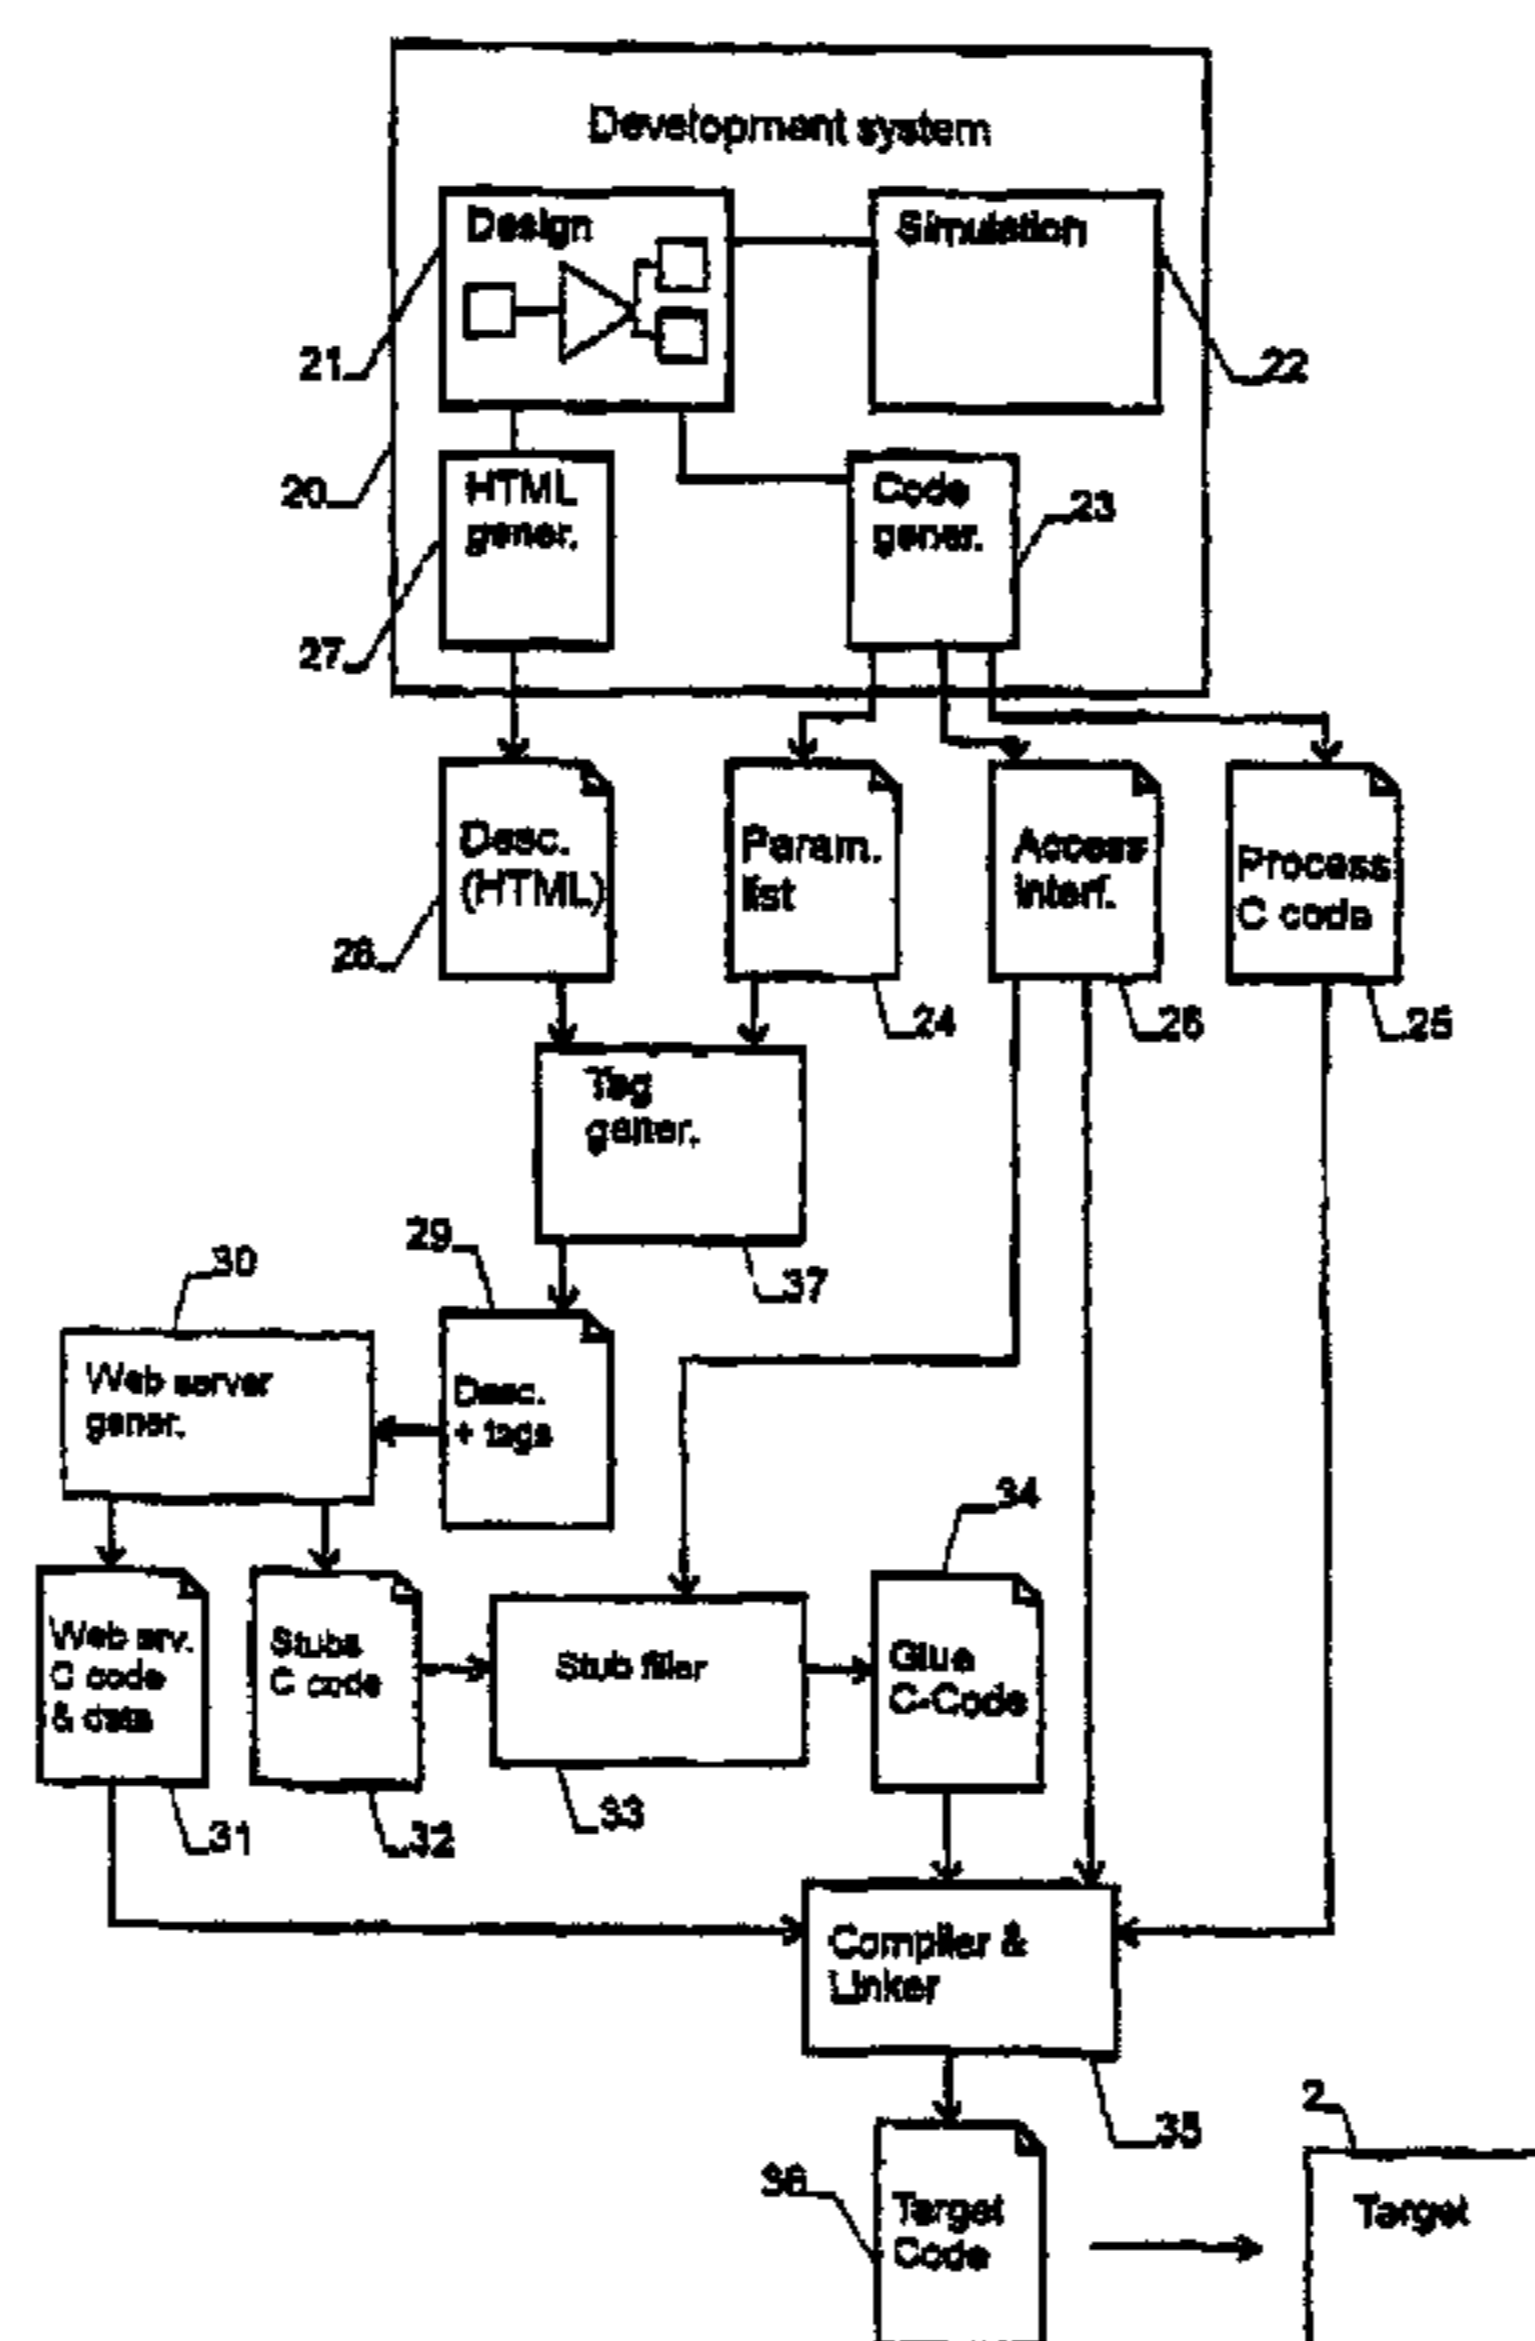 Development system
Design
Simulation
21
22
20
HTML
gener.
Code
gener.
23
27
Desc.
(HTML)
Param.
list
Access
interf.
Process
C code
28
24
26
25
Tag
gener.
29
30
37
Web server
gener.
Desc.
+ tags
34
Web srv.
C code
& data
Stubs
C code
Stub filler
Glue
C-Code
31
32
33
Compiler &
Linker
2
35
36
Target
Code
Target